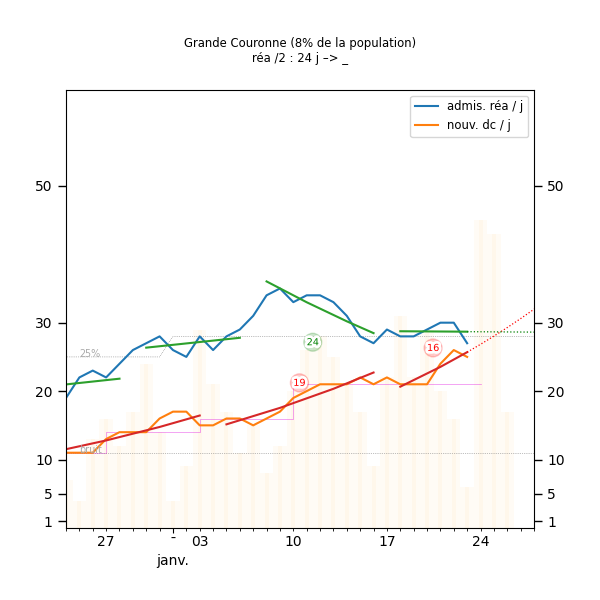 Grande Couronne (8% de la population)
réa /2 : 24 j –> _
admis. réa / j
nouv. dc / j
50 50
30 30
25%
24
16
19
20 20
bruit
10 10
5 5
1 1
27 - 03 10 17 24
janv.